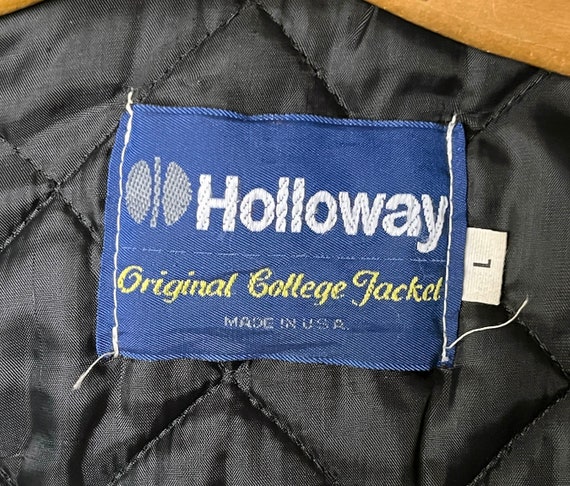 Holloway
Original College Jacket
MADE IN U.S.A.
L